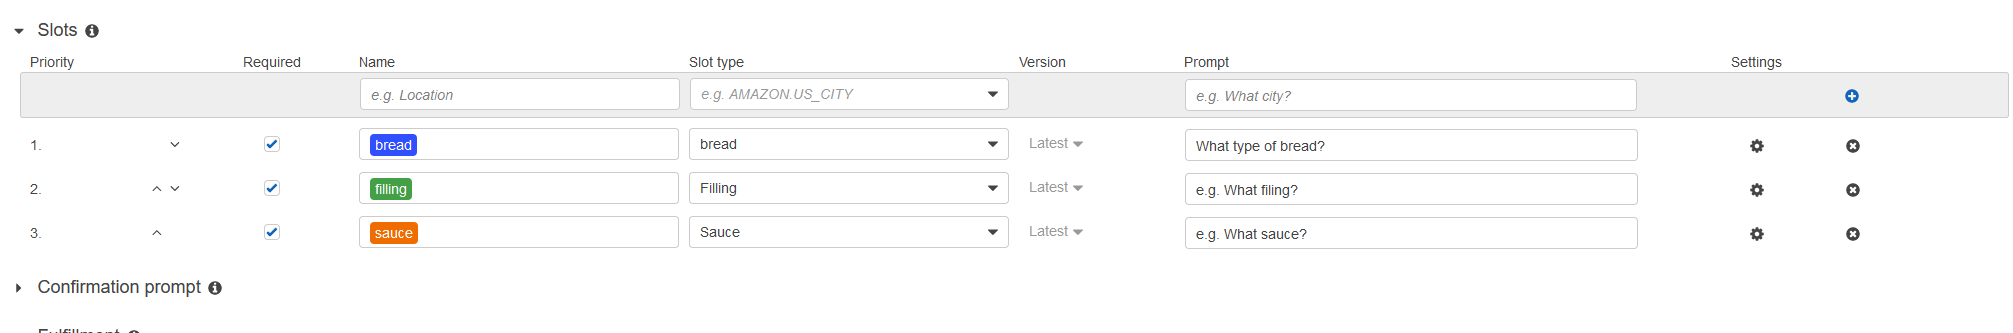 Slots
Priority Required Name Slot type Version Prompt Settings
e.g. Location e.g. AMAZON.US_CITY e.g. What city?
1. bread bread Latest What type of bread?
2. filling Filling Latest e.g. What filing?
3. sauce Sauce Latest e.g. What sauce?
Confirmation prompt
Fulfillment